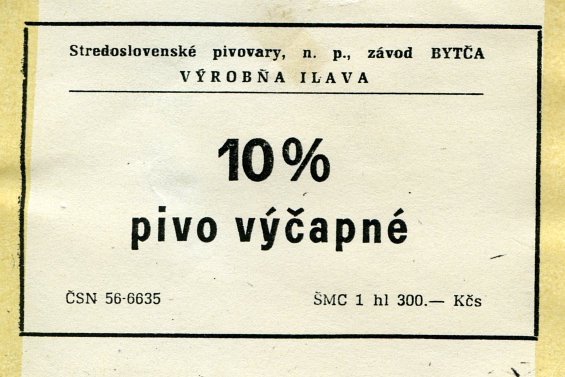 Stredoslovenské pivovary, n. p., závod BYTČA
VÝROBŇA ILAVA
10%
pivo výčapné
ČSN 56-6635
ŠMC 1 hl 300.— Kčs